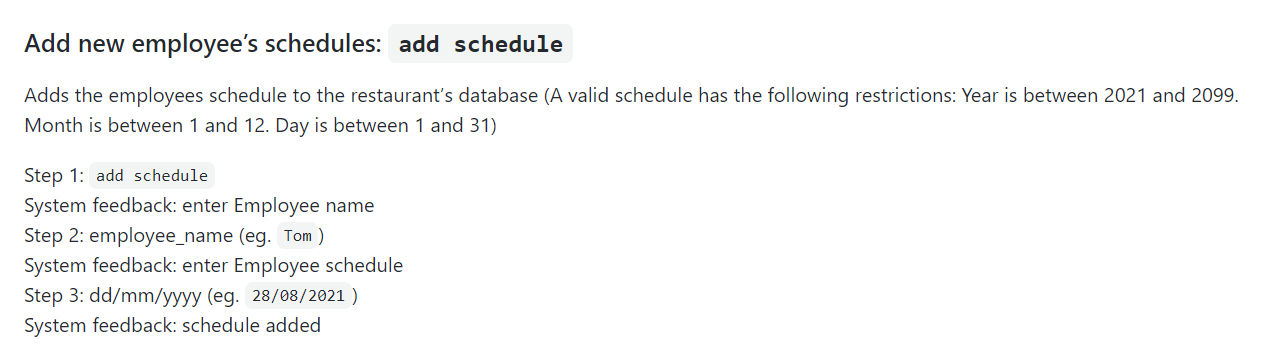 Add new employee’s schedules: add schedule
Adds the employees schedule to the restaurant’s database (A valid schedule has the following restrictions: Year is between 2021 and 2099.
Month is between 1 and 12. Day is between 1 and 31)
Step 1: add schedule
System feedback: enter Employee name
Step 2: employee_name (eg. Tom)
System feedback: enter Employee schedule
Step 3: dd/mm/yyyy (eg. 28/08/2021)
System feedback: schedule added